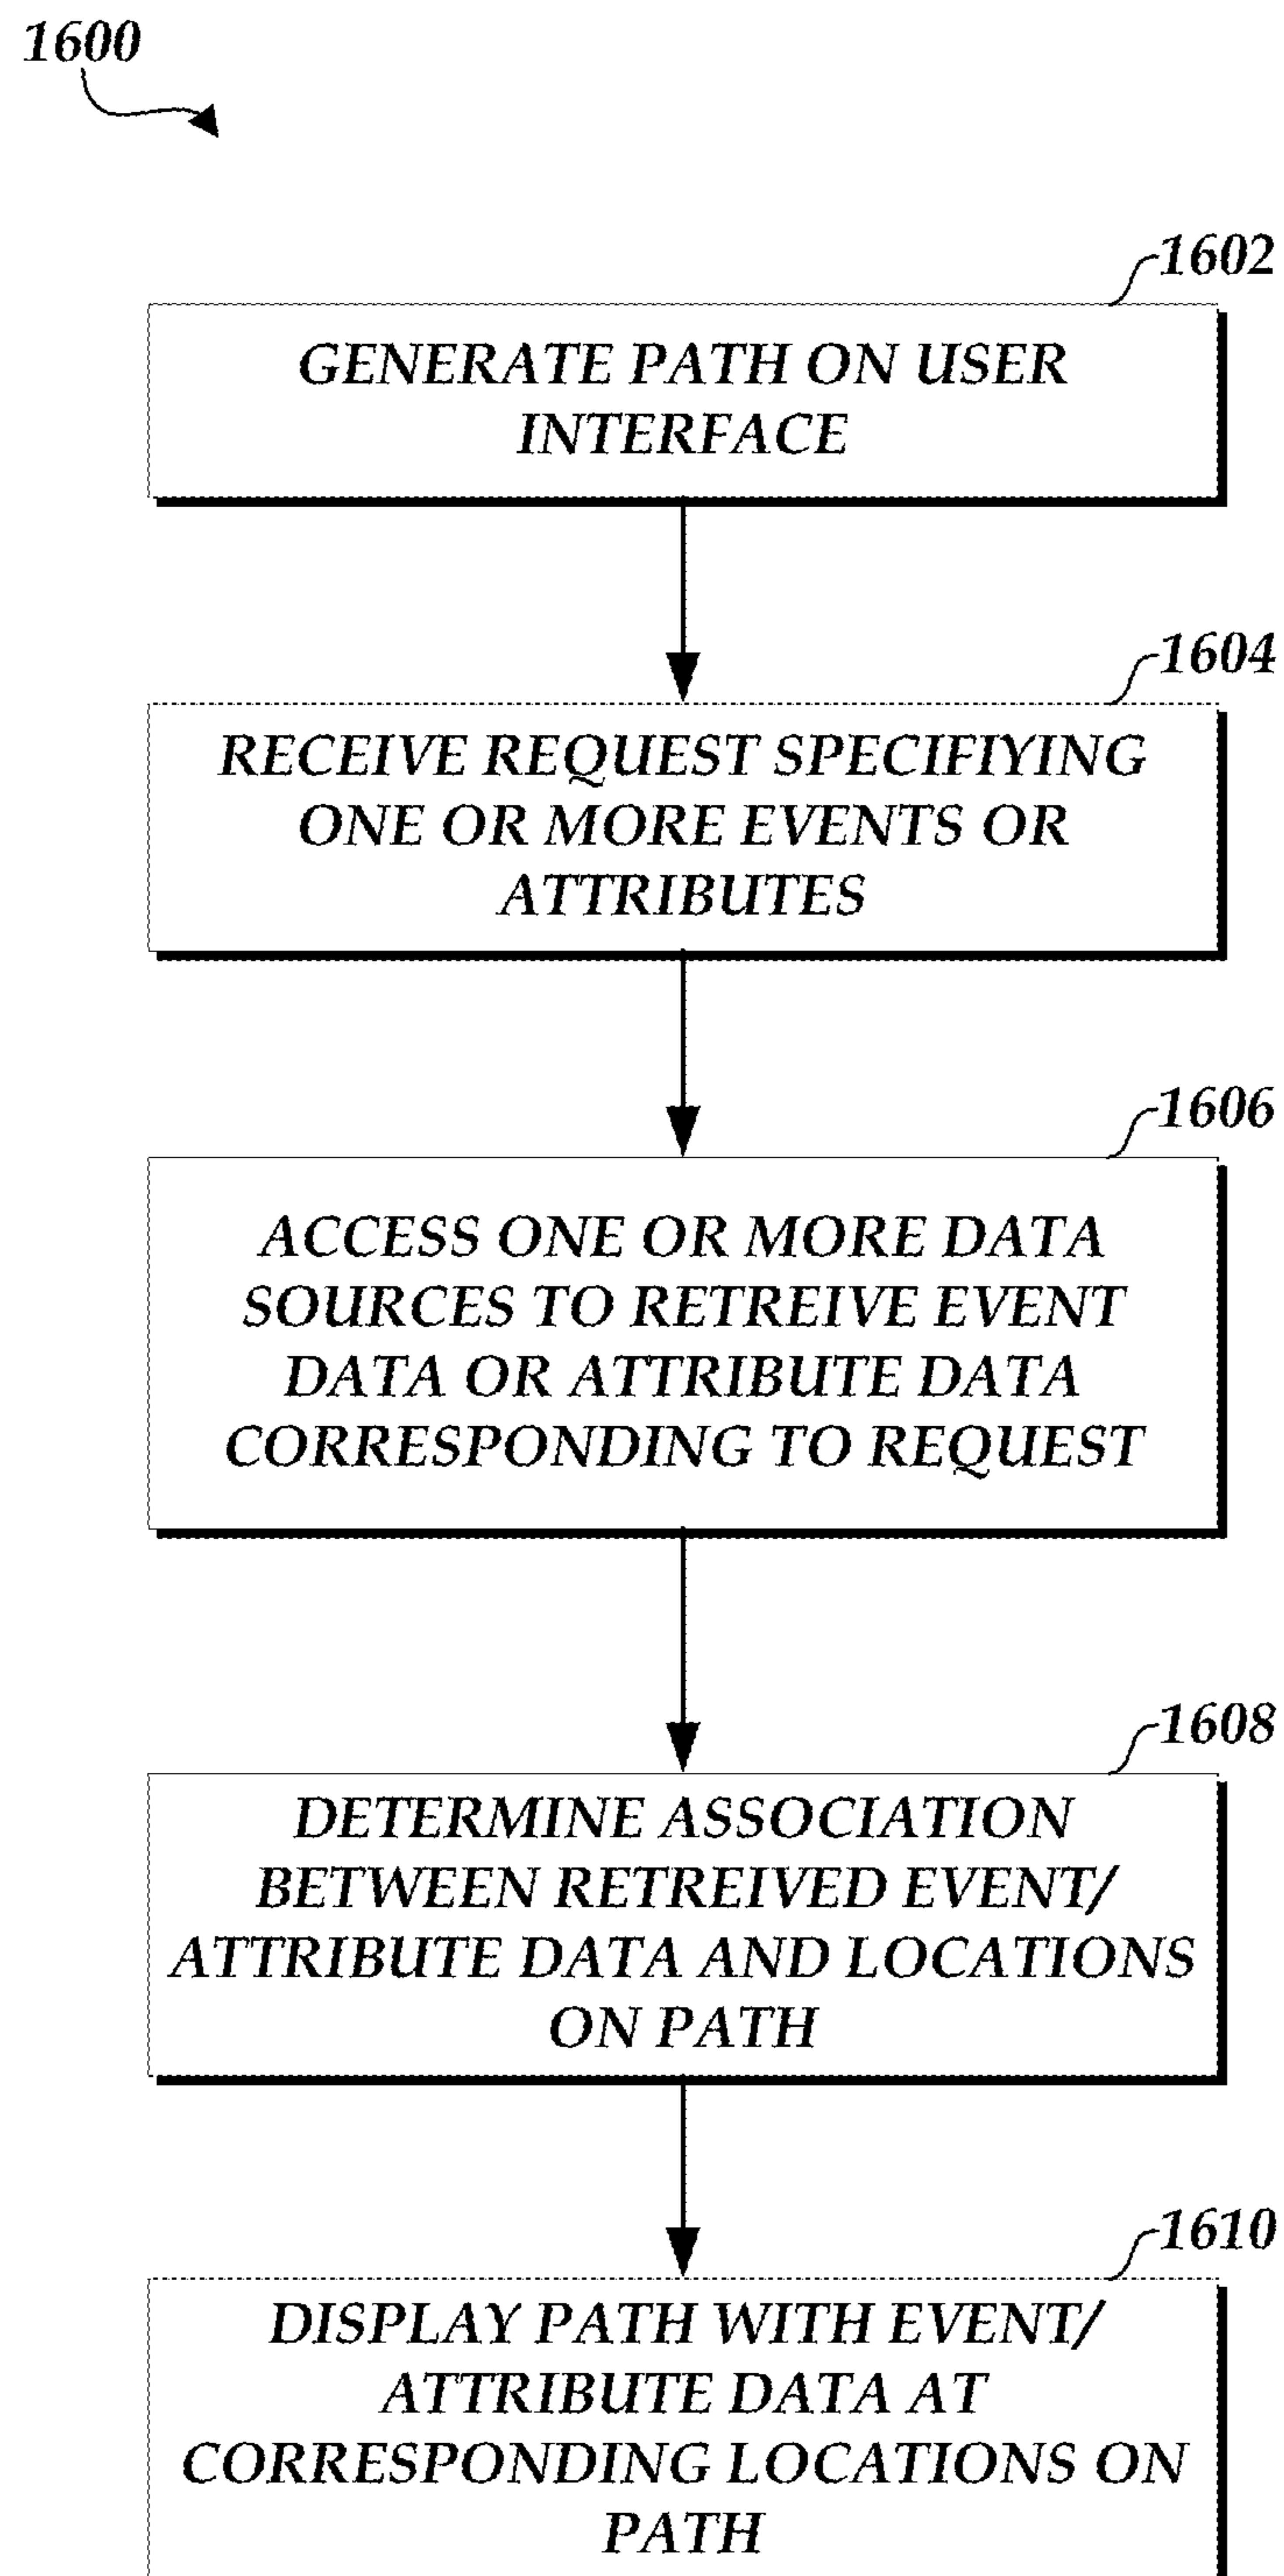 1600
1602
GENERATE PATH ON USER
INTERFACE
1604
RECEIVE REQUEST SPECIFIYING
ONE OR MORE EVENTS OR
ATTRIBUTES
1606
ACCESS ONE OR MORE DATA
SOURCES TO RETREIVE EVENT
DATA OR ATTRIBUTE DATA
CORRESPONDING TO REQUEST
1608
DETERMINE ASSOCIATION
BETWEEN RETREIVED EVENT/
ATTRIBUTE DATA AND LOCATIONS
ON PATH
1610
DISPLAY PATH WITH EVENT/
ATTRIBUTE DATA AT
CORRESPONDING LOCATIONS ON
PATH